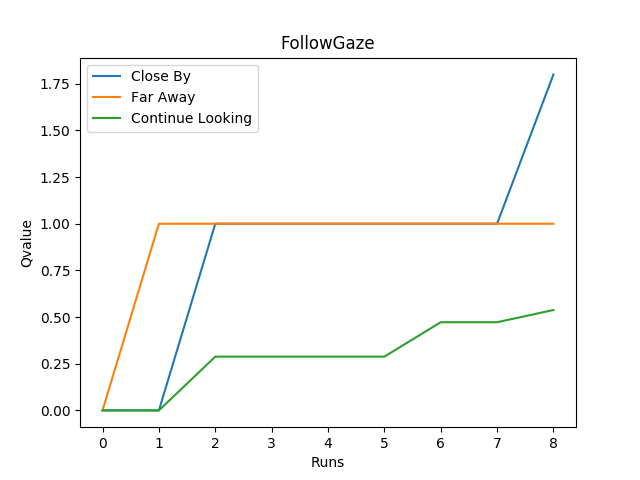 FollowGaze
Close By
Far Away
Continue Looking
1.75
1.50
1.25
1.00
0.75
0.50
0.25
0.00
Qvalue
0 1 2 3 4 5 6 7 8
Runs